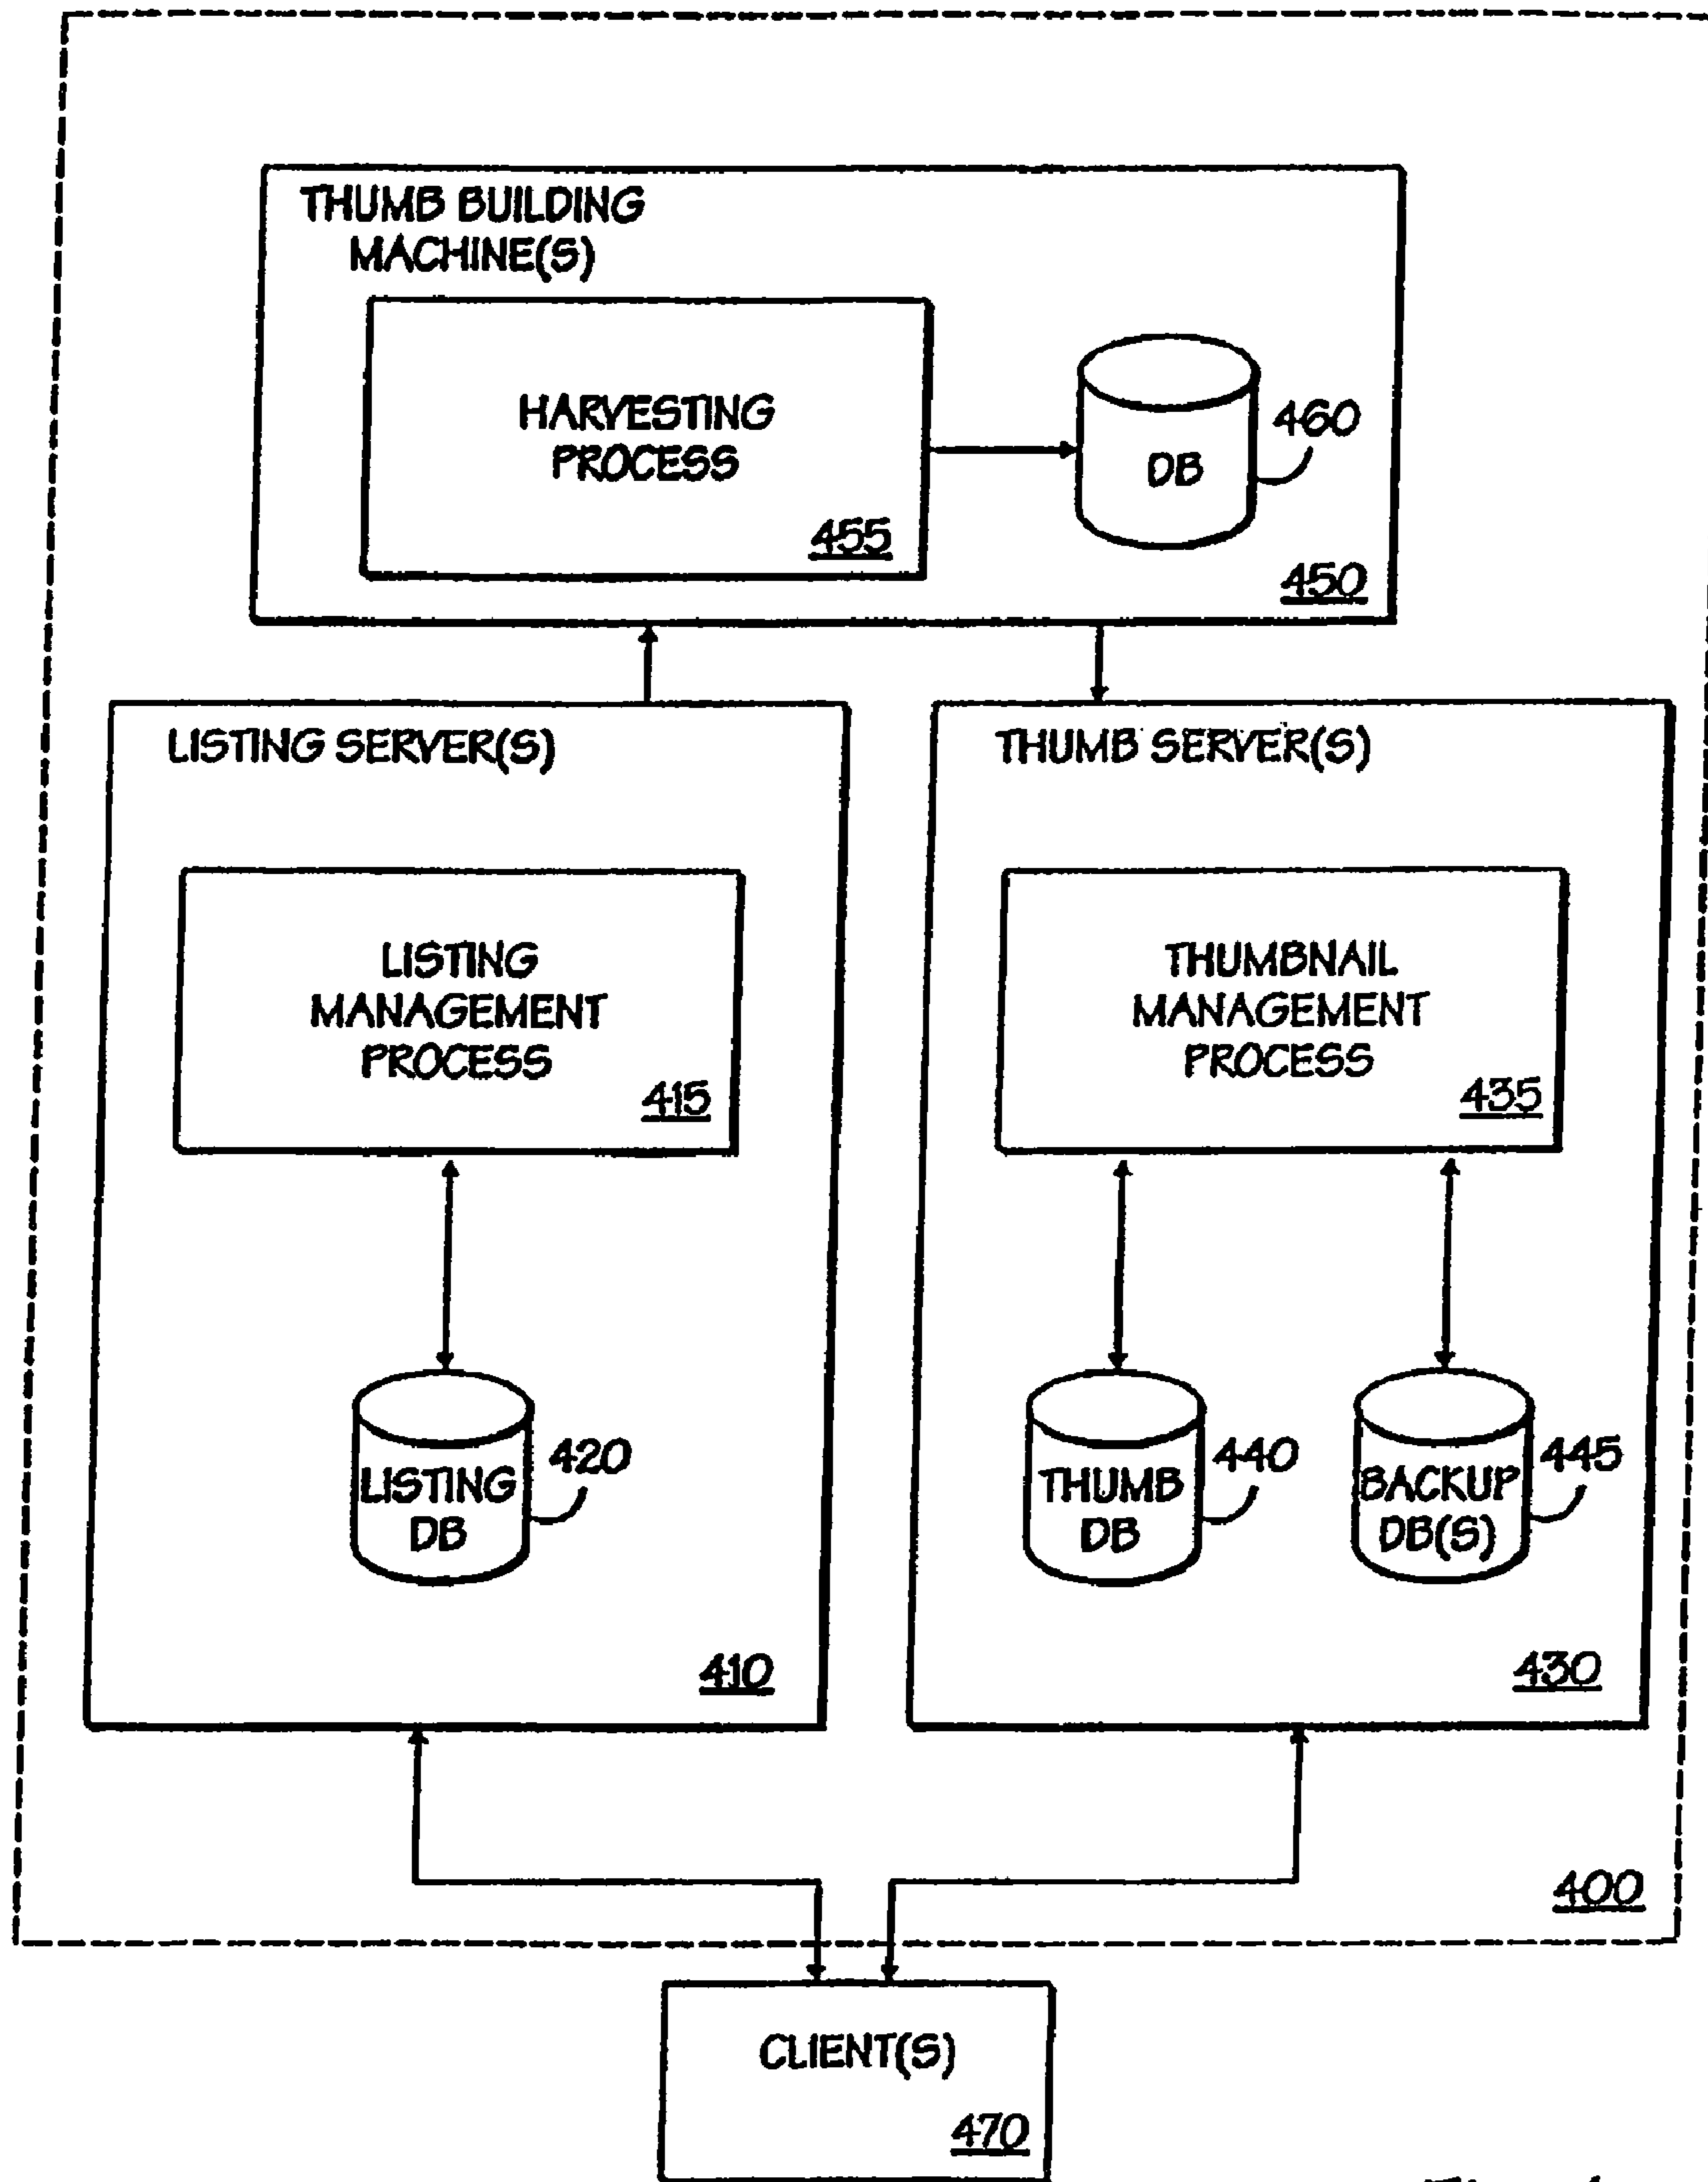 THUMB BUILDING
MACHINE(S)
HARVESTING
PROCESS
455
DB
460
450
LISTING SERVER(S)
LISTING
MANAGEMENT
PROCESS
415
LISTING
DB
420
410
THUMB SERVER(S)
THUMBNAIL
MANAGEMENT
PROCESS
435
THUMB
DB
440
BACKUP
DB(S)
445
430
400
CLIENT(S)
470